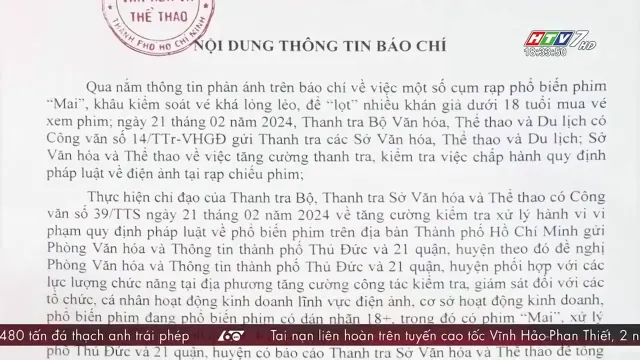 THỂ THAO
THÀNH PHỐ HỒ CHÍ MINH
HTV7 HD
18:33:50
NỘI DUNG THÔNG TIN BÁO CHÍ
Qua nắm thông tin phản ánh trên báo chí về việc một số cụm rạp phổ biến phim
“Mai”, khâu kiểm soát vé khá lỏng lẻo, để “lọt” nhiều khán giả dưới 18 tuổi mua vé
xem phim; ngày 21 tháng 02 năm 2024, Thanh tra Bộ Văn hóa, Thể thao và Du lịch có
Công văn số 14/TTr-VHGĐ gửi Thanh tra các Sở Văn hóa, Thể thao và Du lịch; Sở
Văn hóa và Thể thao về việc tăng cường thanh tra, kiểm tra việc chấp hành quy định
pháp luật về điện ảnh tại rạp chiếu phim;
Thực hiện chỉ đạo của Thanh tra Bộ, Thanh tra Sở Văn hóa và Thể thao có Công
văn số 39/TTS ngày 21 tháng 02 năm 2024 về tăng cường kiểm tra xử lý hành vi vi
phạm quy định pháp luật về phổ biến phim trên địa bàn Thành phố Hồ Chí Minh gửi
Phòng Văn hóa và Thông tin thành phố Thủ Đức và 21 quận, huyện theo đó đề nghị
Phòng Văn hóa và Thông tin thành phố Thủ Đức và 21 quận, huyện phối hợp với các
lực lượng chức năng tại địa phương tăng cường công tác kiểm tra, giám sát đối với các
tổ chức, cá nhân hoạt động kinh doanh lĩnh vực điện ảnh, cơ sở hoạt động kinh doanh,
phổ biến phim đang phổ biến phim có dán nhãn 18+, trong đó có phim “Mai”, xử lý
480 tấn đá thạch anh trái phép
60
Tai nạn liên hoàn trên tuyến cao tốc Vĩnh Hảo-Phan Thiết, 2 n
quận, huyện có báo cáo Thanh tra Sở Văn hóa và Thể thao